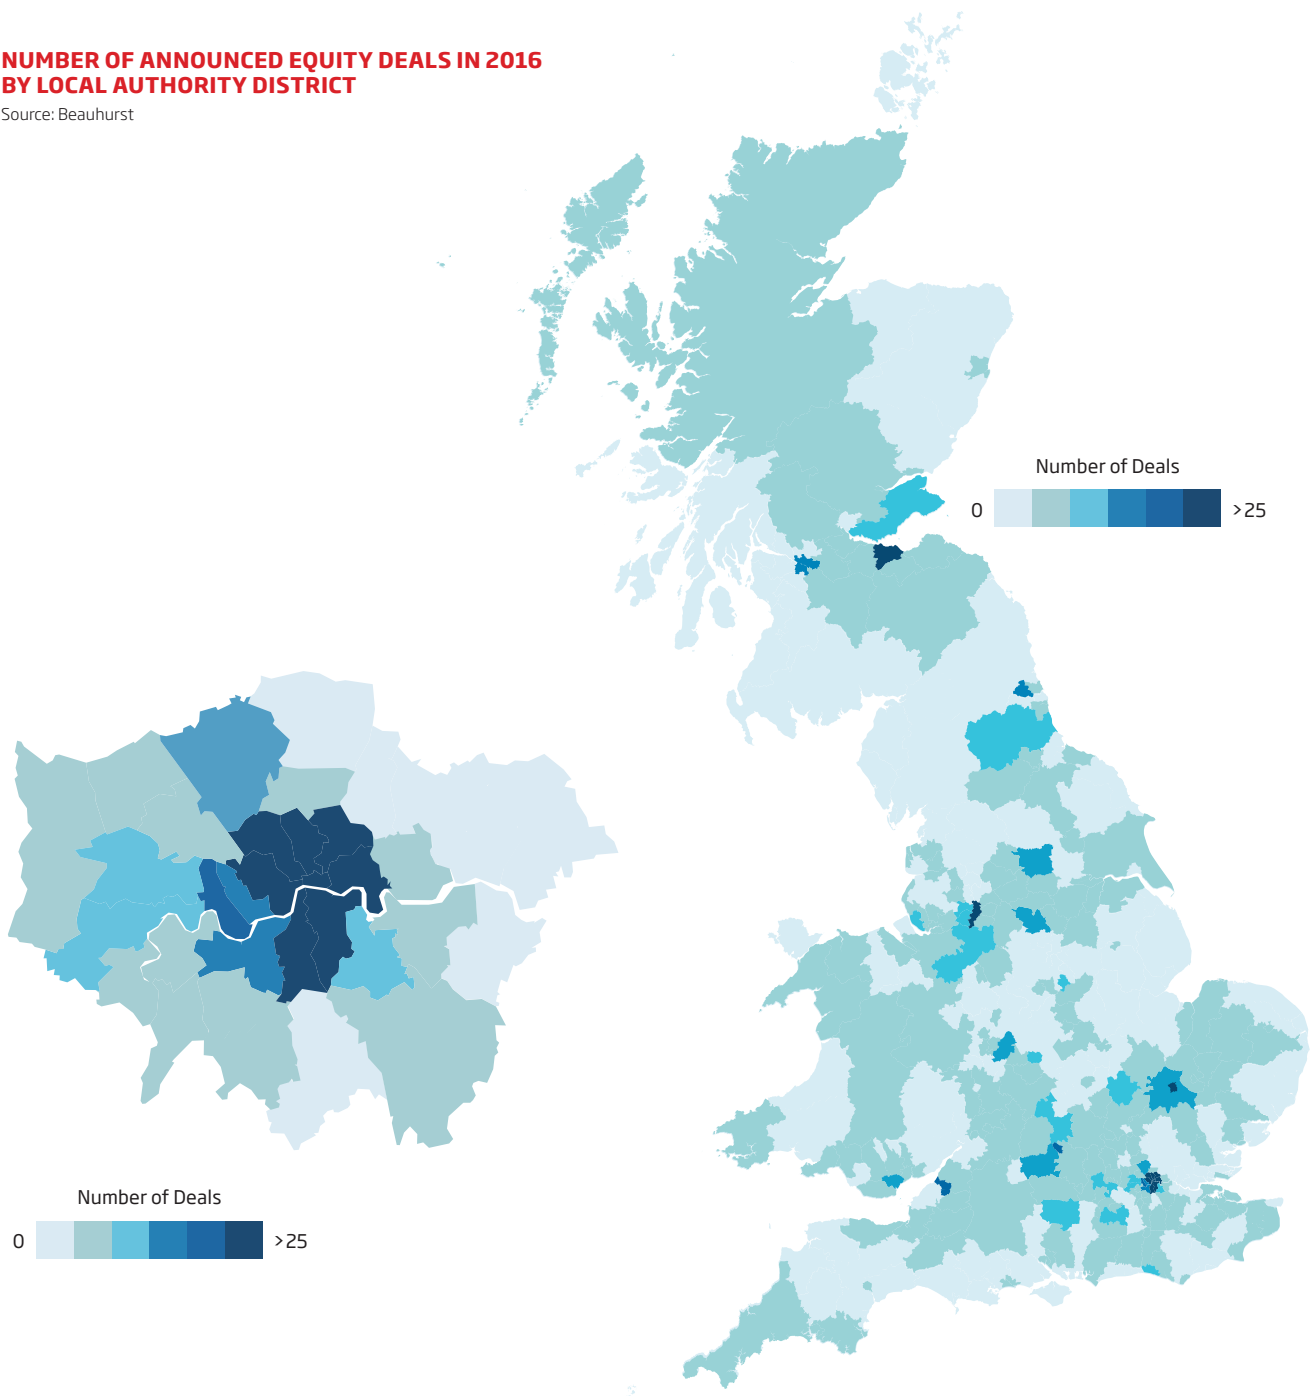 NUMBER OF ANNOUNCED EQUITY DEALS IN 2016
BY LOCAL AUTHORITY DISTRICT
Source: Beauhurst
Number of Deals
0 >25
Number of Deals
0 >25